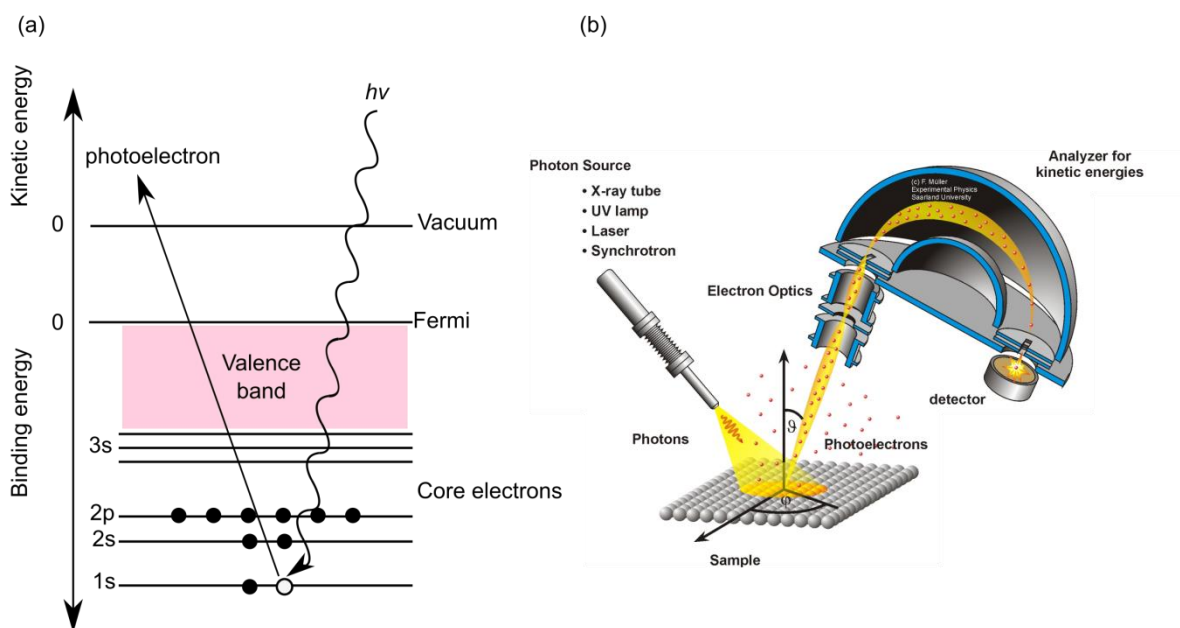 (a)
Kinetic energy
Binding energy
hv
photoelectron
0
Vacuum
0
Fermi
Valence
band
3s
Core electrons
2p
2s
1s
(b)
Photon Source
• X-ray tube
• UV lamp
• Laser
• Synchrotron
Analyzer for
kinetic energies
(c) F. Müller
Experimental Physics
Saarland University
Electron Optics
detector
Photons
ϑ
Photoelectrons
φ
Sample